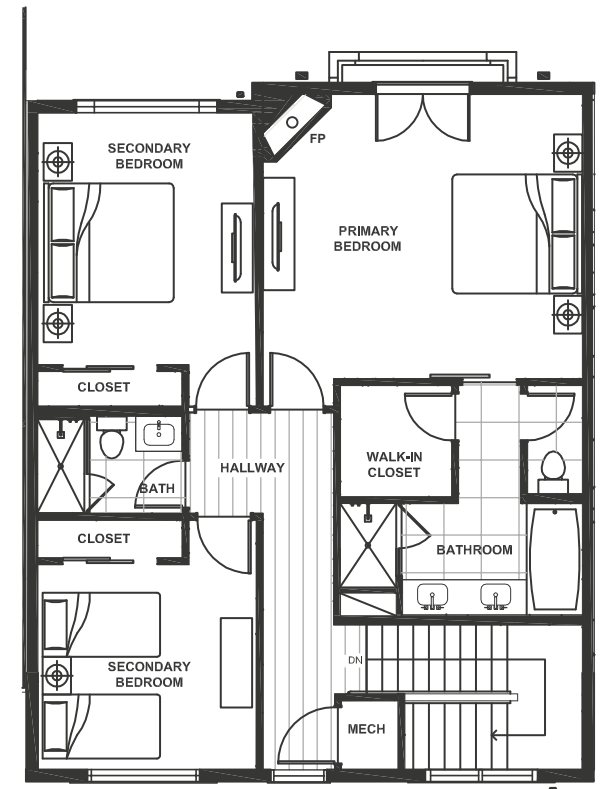 SECONDARY
BEDROOM
FP
PRIMARY
BEDROOM
CLOSET
WALK-IN
CLOSET
HALLWAY
BATH
CLOSET
BATHROOM
SECONDARY
BEDROOM
DN
MECH